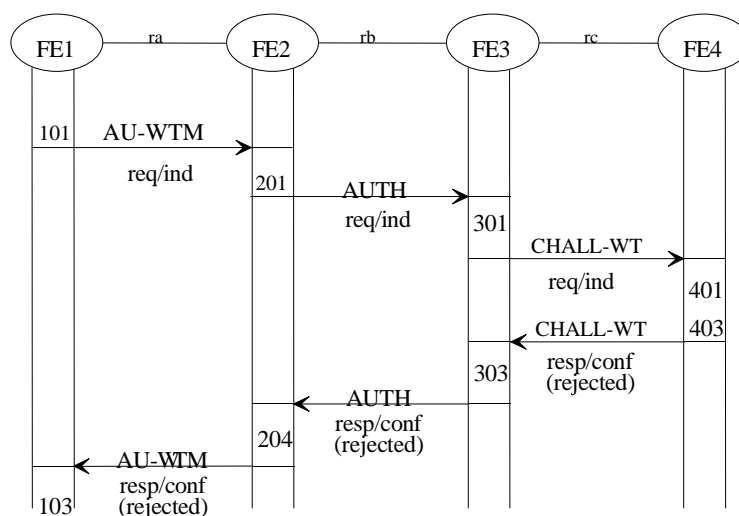 FE1
ra
FE2
rb
FE3
rc
FE4
101
AU-WTM
req/ind
201
AUTH
req/ind
301
CHALL-WT
req/ind
401
CHALL-WT
403
resp/conf
(rejected)
303
AUTH
resp/conf
(rejected)
204
AU-WTM
resp/conf
(rejected)
103